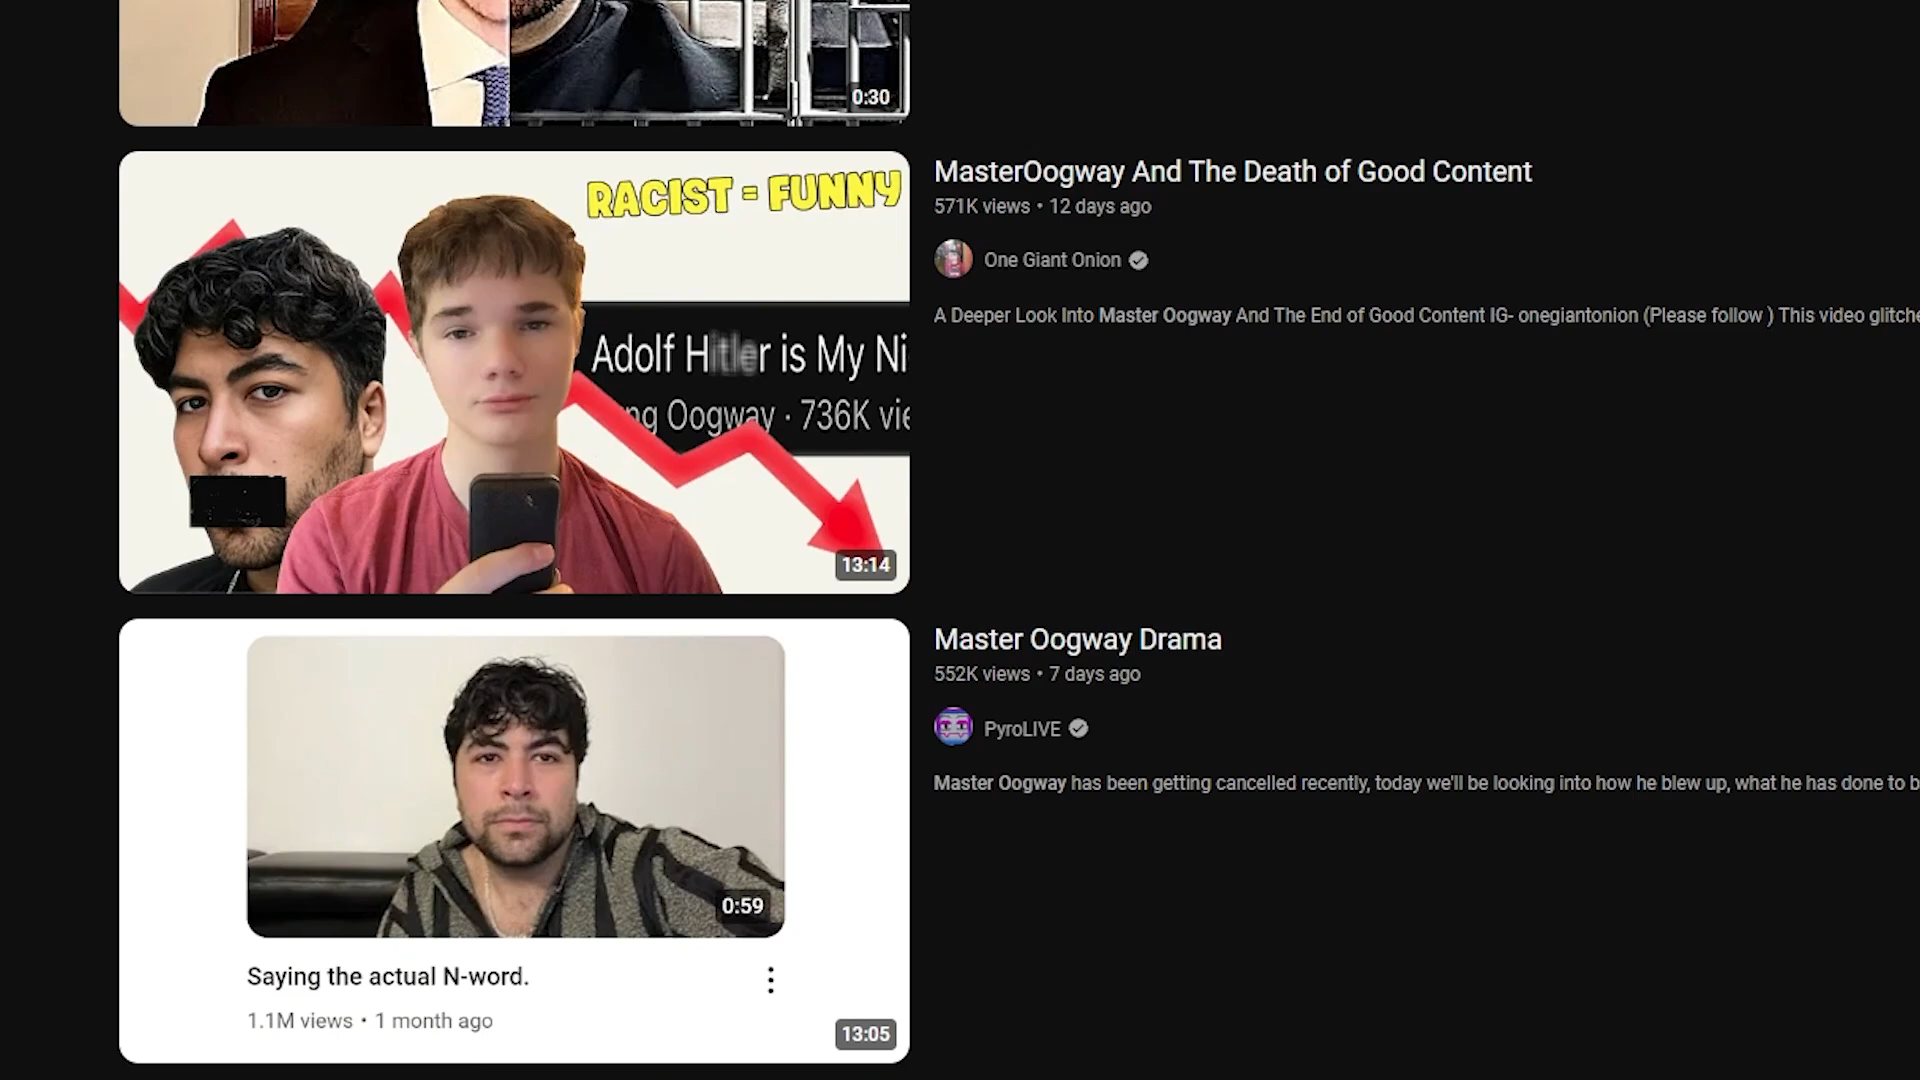 0:30
RACIST = FUNNY
Adolf Hitler is My Ni
ng Oogway · 736K vie
13:14
MasterOogway And The Death of Good Content
571K views • 12 days ago
One Giant Onion
A Deeper Look Into Master Oogway And The End of Good Content IG- onegiantonion (Please follow ) This video glitche
0:59
Saying the actual N-word.
1.1M views • 1 month ago
13:05
Master Oogway Drama
552K views • 7 days ago
PyroLIVE
Master Oogway has been getting cancelled recently, today we'll be looking into how he blew up, what he has done to b